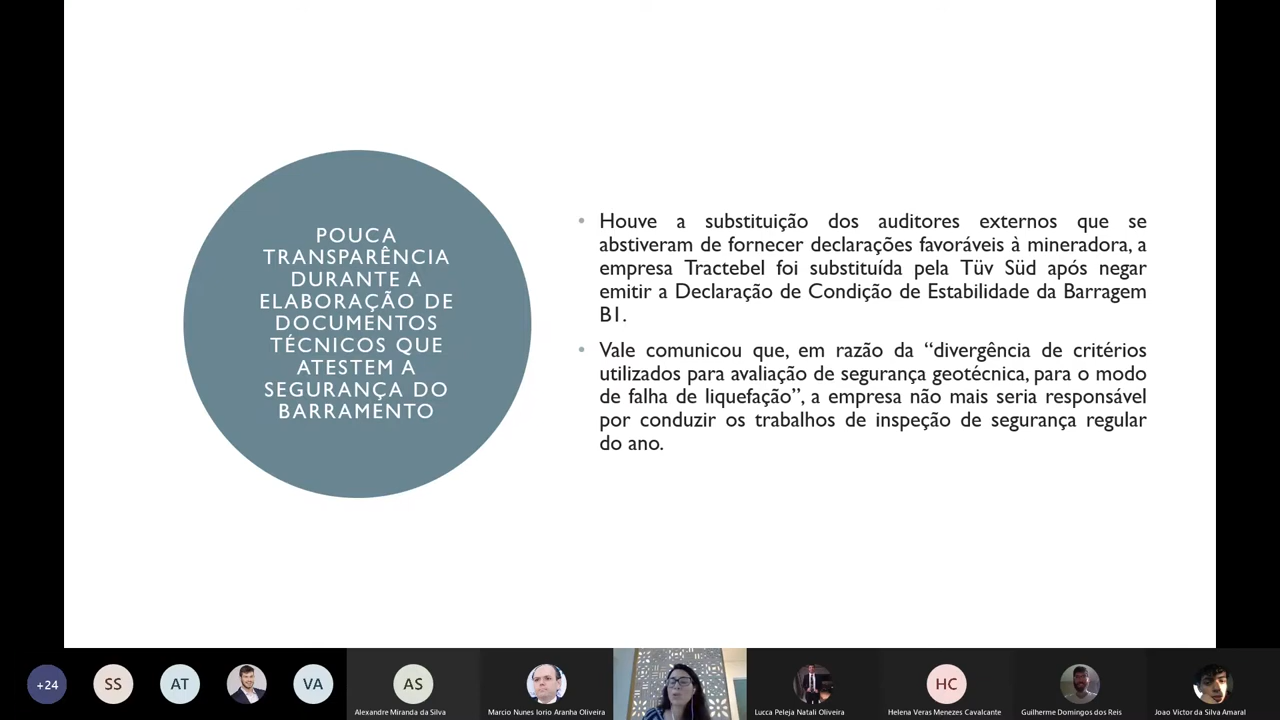 POUCA
TRANSPARÊNCIA
DURANTE A
ELABORAÇÃO DE
DOCUMENTOS
TÉCNICOS QUE
ATESTEM A
SEGURANÇA DO
BARRAMENTO
• Houve a substituição dos auditores externos que se
abstiveram de fornecer declarações favoráveis à mineradora, a
empresa Tractebel foi substituída pela Tüv Süd após negar
emitir a Declaração de Condição de Estabilidade da Barragem
B1.
• Vale comunicou que, em razão da “divergência de critérios
utilizados para avaliação de segurança geotécnica, para o modo
de falha de liquefação”, a empresa não mais seria responsável
por conduzir os trabalhos de inspeção de segurança regular
do ano.
+24
SS
AT
VA
AS
HC
Alexandre Miranda da Silva
Marcio Nunes Iorio Aranha Oliveira
Lucca Peleja Natali Oliveira
Helena Veras Menezes Cavalcante
Guilherme Domingos dos Reis
Joao Victor da Silva Amaral